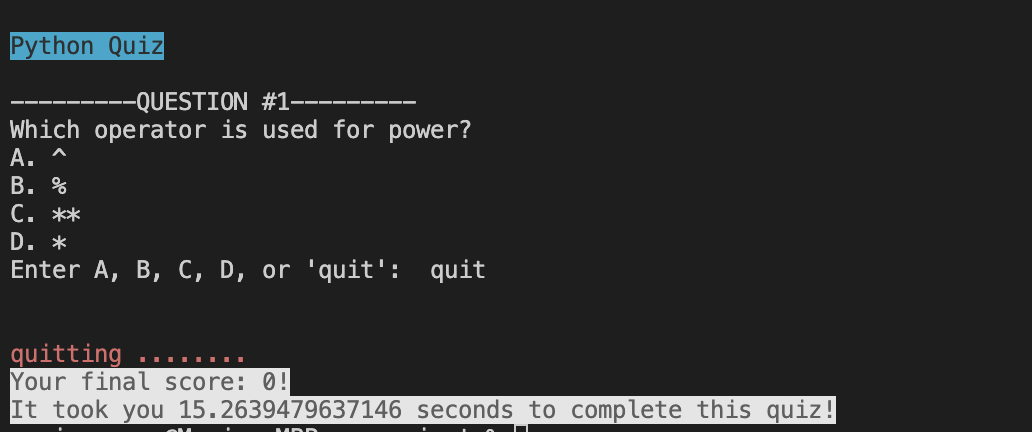 Python Quiz
---------QUESTION #1---------
Which operator is used for power?
A. ^
B. %
C. **
D. *
Enter A, B, C, D, or 'quit':  quit
quitting ........
Your final score: 0!
It took you 15.2639479637146 seconds to complete this quiz!